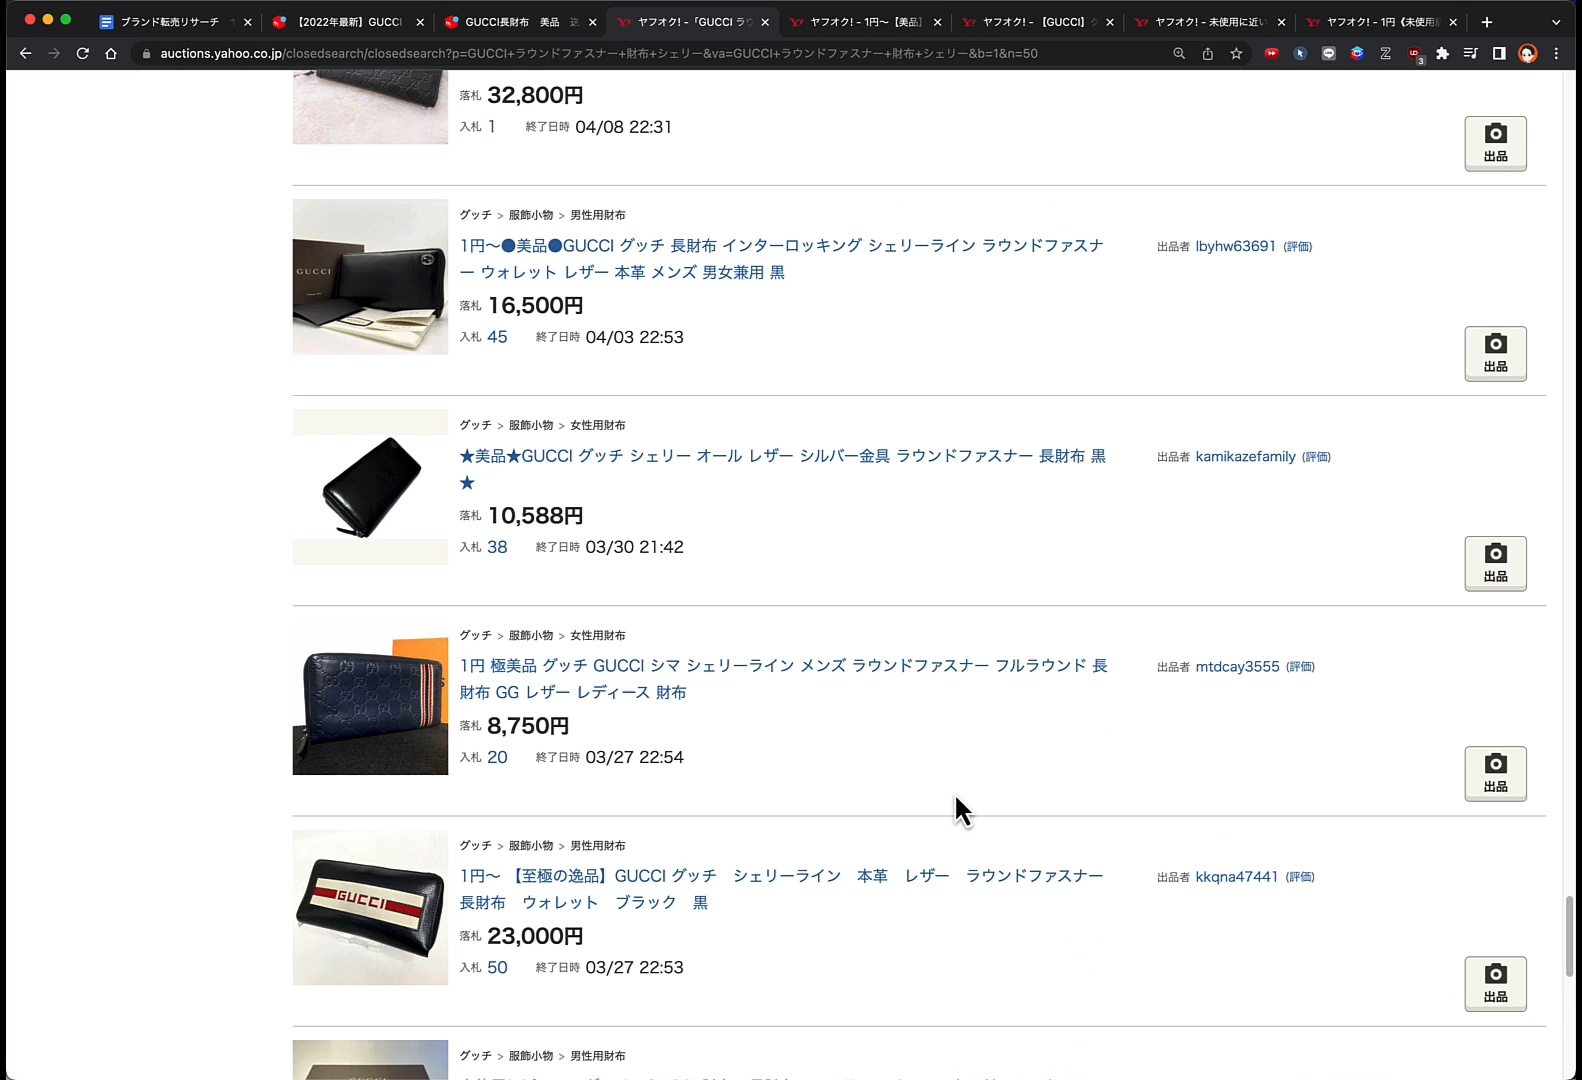 ブランド転売リサーチ
【2022年最新】GUCCI
GUCCI長財布 美品
ヤフオク! -「GUCCI ラウ
ヤフオク! - 1円〜【美品】
ヤフオク! - 【GUCCI】
ヤフオク! - 未使用に近い
ヤフオク! - 1円《未使用
auctions.yahoo.co.jp/closedsearch/closedsearch?p=GUCCI+ラウンドファスナー+財布+シェリー&va=GUCCI+ラウンドファスナー+財布+シェリー&b=1&n=50
3
落札 32,800円
入札 1 終了日時 04/08 22:31
出品
グッチ > 服飾小物 > 男性用財布
1円〜●美品●GUCCI グッチ 長財布 インターロッキング シェリーライン ラウンドファスナ
ー ウォレット レザー 本革 メンズ 男女兼用 黒
出品者 lbyhw63691 (評価)
GUCCI
落札 16,500円
入札 45 終了日時 04/03 22:53
出品
グッチ > 服飾小物 > 女性用財布
★美品★GUCCI グッチ シェリー オール レザー シルバー金具 ラウンドファスナー 長財布 黒
★
出品者 kamikazefamily (評価)
落札 10,588円
入札 38 終了日時 03/30 21:42
出品
グッチ > 服飾小物 > 女性用財布
1円 極美品 グッチ GUCCI シマ シェリーライン メンズ ラウンドファスナー フルラウンド 長
財布 GG レザー レディース 財布
出品者 mtdcay3555 (評価)
落札 8,750円
入札 20 終了日時 03/27 22:54
出品
グッチ > 服飾小物 > 男性用財布
1円〜 【至極の逸品】GUCCI グッチ　シェリーライン　本革　レザー　ラウンドファスナー
長財布　ウォレット　ブラック　黒
出品者 kkqna47441 (評価)
GUCCI
落札 23,000円
入札 50 終了日時 03/27 22:53
出品
グッチ > 服飾小物 > 男性用財布